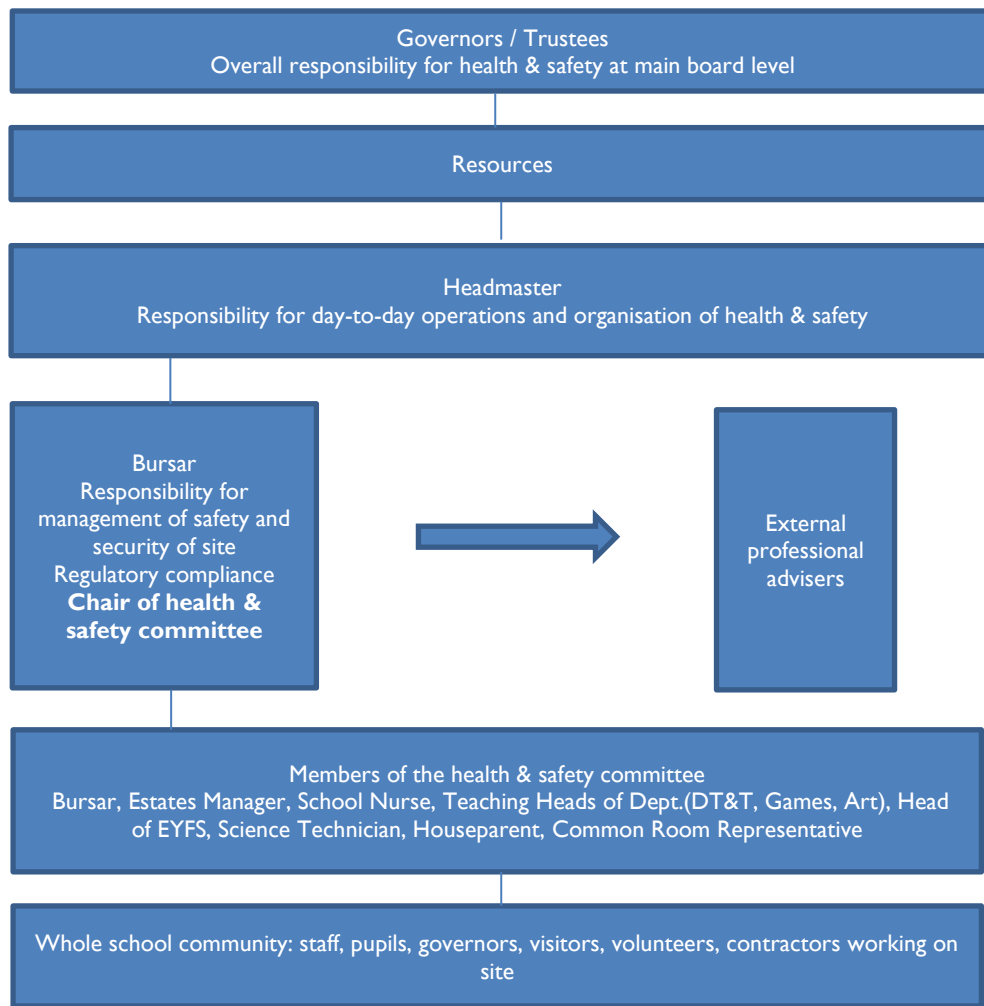 Governors / Trustees
Overall responsibility for health & safety at main board level
Resources
Headmaster
Responsibility for day-to-day operations and organisation of health & safety
Bursar
Responsibility for
management of safety and
security of site
Regulatory compliance
Chair of health &
safety committee
External
professional
advisers
Members of the health & safety committee
Bursar, Estates Manager, School Nurse, Teaching Heads of Dept.(DT&T, Games, Art), Head
of EYFS, Science Technician, Houseparent, Common Room Representative
Whole school community: staff, pupils, governors, visitors, volunteers, contractors working on
site